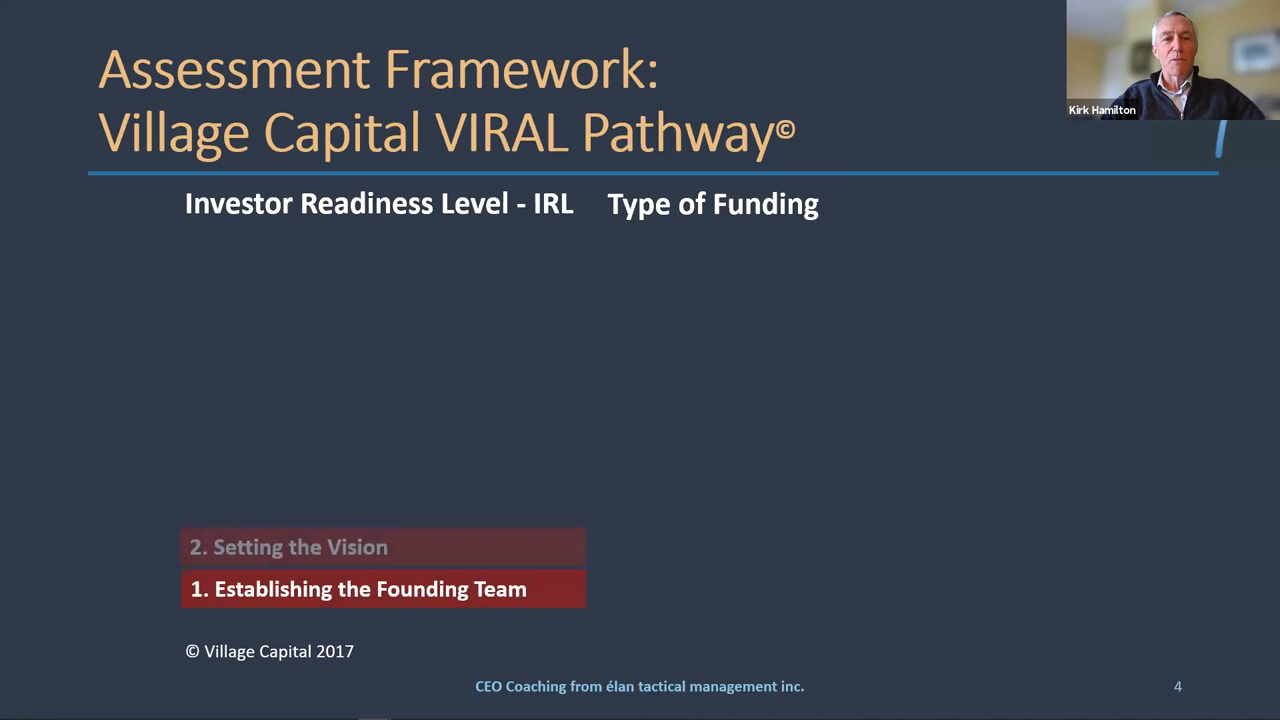 Assessment Framework:
Village Capital VIRAL Pathway©
Kirk Hamilton
Investor Readiness Level - IRL
Type of Funding
2. Setting the Vision
1. Establishing the Founding Team
© Village Capital 2017
CEO Coaching from élan tactical management inc.
4